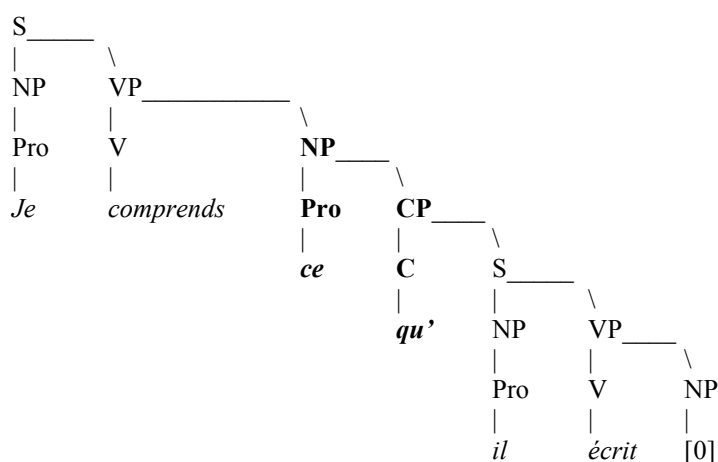 S
NP VP
Pro V NP
Je comprends Pro CP
ce C S
qu’ NP VP
Pro V NP
il écrit [0]